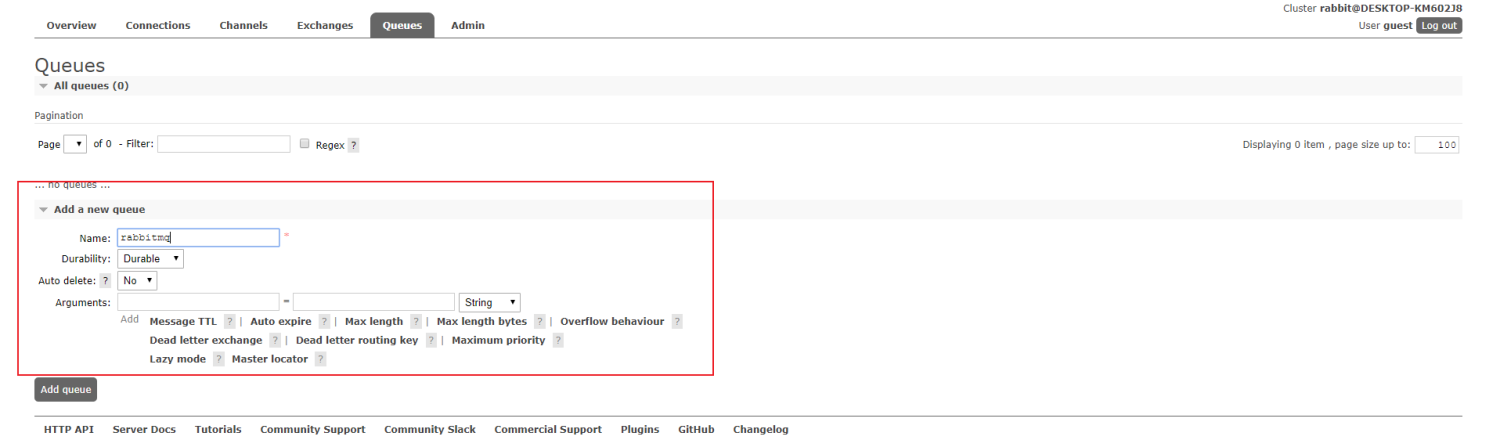 Cluster rabbit@DESKTOP-KM602J8
Overview Connections Channels Exchanges Queues Admin User guest Log out
Queues
All queues (0)
Pagination
Page of 0 - Filter: Regex ? Displaying 0 item , page size up to: 100
... no queues ...
Add a new queue
Name: rabbitmq *
Durability: Durable
Auto delete: ? No
Arguments: = String
Add Message TTL ? | Auto expire ? | Max length ? | Max length bytes ? | Overflow behaviour ?
Dead letter exchange ? | Dead letter routing key ? | Maximum priority ?
Lazy mode ? Master locator ?
Add queue
HTTP API Server Docs Tutorials Community Support Community Slack Commercial Support Plugins GitHub Changelog